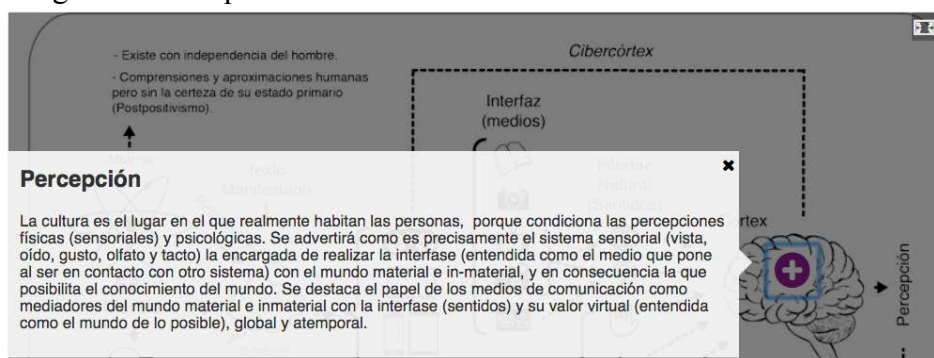 - Existe con independencia del hombre.
- Comprensiones y aproximaciones humanas
pero sin la certeza de su estado primario
(Postpositivismo).
Cibercórtex
Interfaz
(medios)
Interfaz
Natural
(Sentidos)
Texto
Percepción
La cultura es el lugar en el que realmente habitan las personas, porque condiciona las percepciones
físicas (sensoriales) y psicológicas. Se advertirá como es precisamente el sistema sensorial (vista,
oído, gusto, olfato y tacto) la encargada de realizar la interfase (entendida como el medio que pone
al ser en contacto con otro sistema) con el mundo material e in-material, y en consecuencia la que
posibilita el conocimiento del mundo. Se destaca el papel de los medios de comunicación como
mediadores del mundo material e inmaterial con la interfase (sentidos) y su valor virtual (entendida
como el mundo de lo posible), global y atemporal.
rtex
Percepción